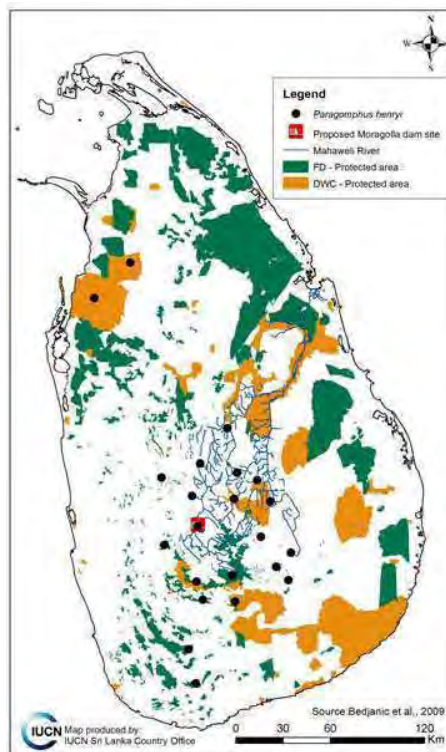 N
W E
S
Legend
Paragomphus henryi
Proposed Moragolla dam site
Mahaweli River
FD - Protected area
DWC - Protected area
Source:Bedjanic et al., 2009
0 30 60 90 120
Km
IUCN
Map produced by:
IUCN Sri Lanka Country Office